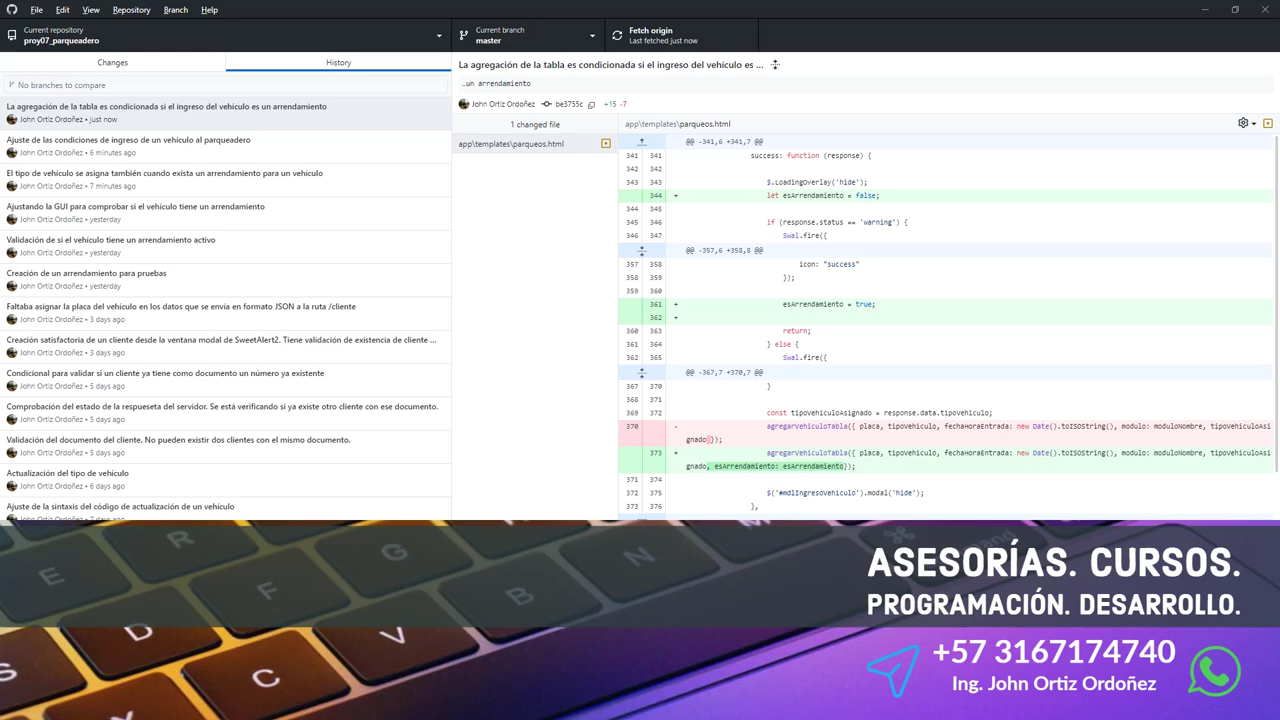 File Edit View Repository Branch Help
Current repository
proy07_parqueadero
Current branch
master
Fetch origin
Last fetched just now
Changes
History
No branches to compare
La agregación de la tabla es condicionada si el ingreso del vehículo es un arrendamiento
John Ortiz Ordoñez • just now
Ajuste de las condiciones de ingreso de un vehículo al parqueadero
John Ortiz Ordoñez • 6 minutes ago
El tipo de vehículo se asigna también cuando exista un arrendamiento para un vehículo
John Ortiz Ordoñez • 7 minutes ago
Ajustando la GUI para comprobar si el vehículo tiene un arrendamiento
John Ortiz Ordoñez • yesterday
Validación de si el vehículo tiene un arrendamiento activo
John Ortiz Ordoñez • yesterday
Creación de un arrendamiento para pruebas
John Ortiz Ordoñez • yesterday
Faltaba asignar la placa del vehículo en los datos que se envía en formato JSON a la ruta /cliente
John Ortiz Ordoñez • 3 days ago
Creación satisfactoria de un cliente desde la ventana modal de SweetAlert2. Tiene validación de existencia de cliente ...
John Ortiz Ordoñez • 3 days ago
Condicional para validar si un cliente ya tiene como documento un número ya existente
John Ortiz Ordoñez • 5 days ago
Comprobación del estado de la respueseta del servidor. Se está verificando si ya existe otro cliente con ese documento.
John Ortiz Ordoñez • 5 days ago
Validación del documento del cliente. No pueden existir dos clientes con el mismo documento.
John Ortiz Ordoñez • 5 days ago
Actualización del tipo de vehículo
John Ortiz Ordoñez • 6 days ago
Ajuste de la sintaxis del código de actualización de un vehículo
John Ortiz Ordoñez • 7 days ago
La agregación de la tabla es condicionada si el ingreso del vehículo es ...
…un arrendamiento
John Ortiz Ordoñez be3755c +15 -7
1 changed file
app\templates\parqueos.html
app\templates\parqueos.html
@@ -341,6 +341,7 @@
341 341 success: function (response) {
342 342
343 343 $.LoadingOverlay('hide');
344 + let esArrendamiento = false;
344 345
345 346 if (response.status == 'warning') {
346 347 Swal.fire({
@@ -357,6 +358,8 @@
357 358 icon: "success"
358 359 });
359 360
361 + esArrendamiento = true;
362 +
360 363 return;
361 364 } else {
362 365 Swal.fire({
@@ -367,7 +370,7 @@
367 370 }
368 371
369 372 const tipoVehiculoAsignado = response.data.tipoVehiculo;
370 - agregarVehiculoTabla({ placa, tipoVehiculo, fechaHoraEntrada: new Date().toISOString(), modulo: moduloNombre, tipoVehiculoAsi
gnado});
373 + agregarVehiculoTabla({ placa, tipoVehiculo, fechaHoraEntrada: new Date().toISOString(), modulo: moduloNombre, tipoVehiculoAsi
gnado, esArrendamiento: esArrendamiento});
371 374
372 375 $('#mdlIngresoVehiculo').modal('hide');
373 376 },
ASESORÍAS. CURSOS.
PROGRAMACIÓN. DESARROLLO.
+57 3167174740
Ing. John Ortiz Ordoñez